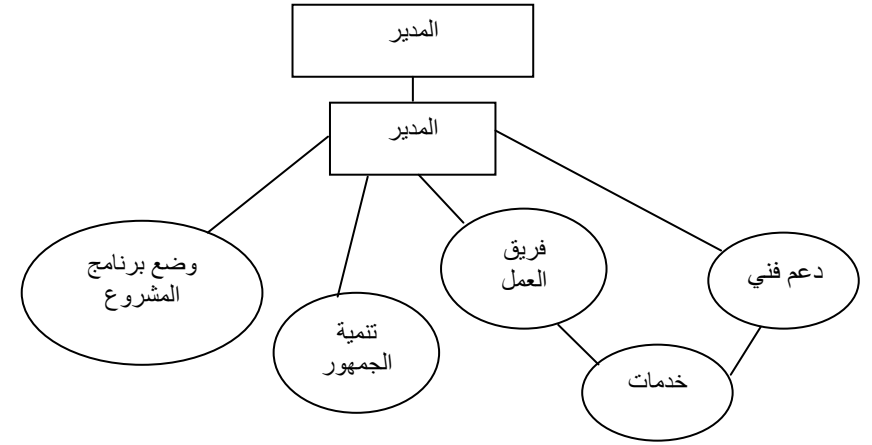 المدير
المدير
وضع برنامج
المشروع
تنمية
الجمهور
فريق
العمل
دعم فني
خدمات